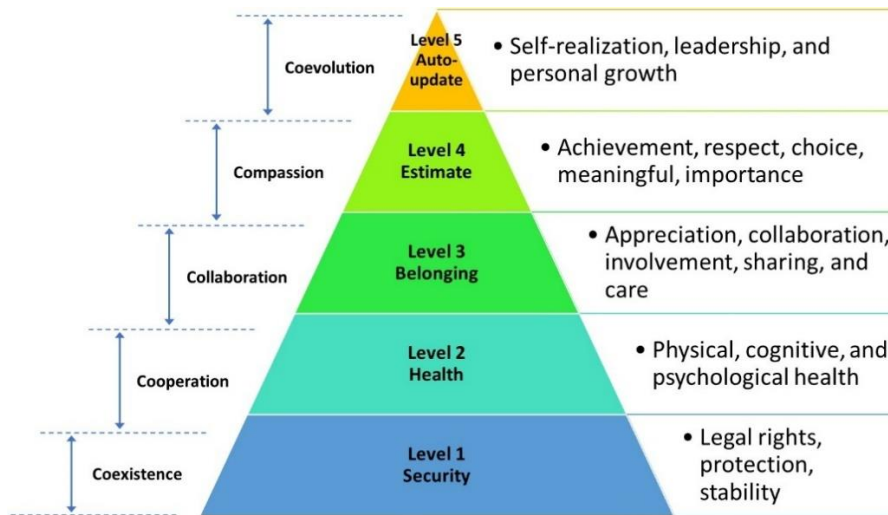 Coevolution
Level 5
Auto-
update
• Self-realization, leadership, and
personal growth
Compassion
Level 4
Estimate
• Achievement, respect, choice,
meaningful, importance
Collaboration
Level 3
Belonging
• Appreciation, collaboration,
involvement, sharing, and
care
Cooperation
Level 2
Health
• Physical, cognitive, and
psychological health
Coexistence
Level 1
Security
• Legal rights,
protection,
stability